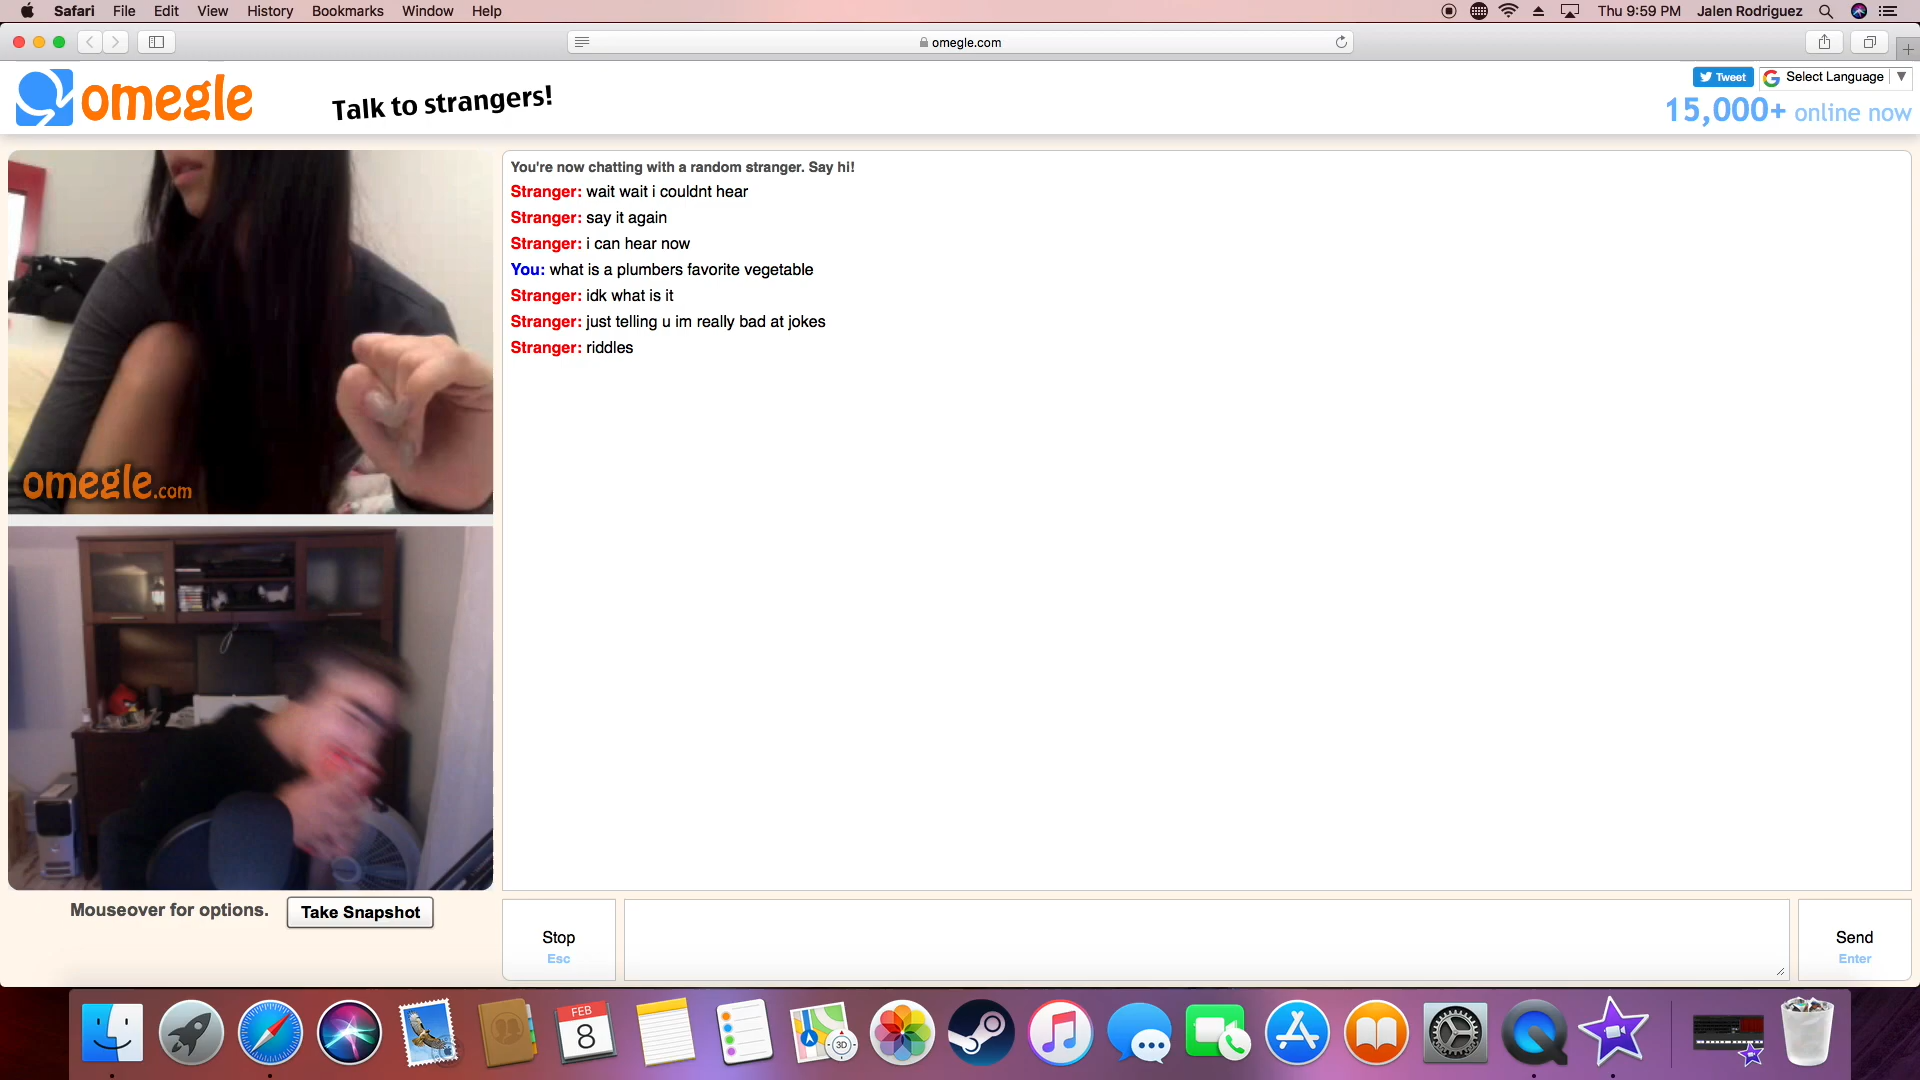 Safari File Edit View History Bookmarks Window Help Thu 9:59 PM Jalen Rodriguez
omegle.com
omegle Talk to strangers! Tweet Select Language
15,000+ online now
You're now chatting with a random stranger. Say hi!
Stranger: wait wait i couldnt hear
Stranger: say it again
Stranger: i can hear now
You: what is a plumbers favorite vegetable
Stranger: idk what is it
Stranger: just telling u im really bad at jokes
Stranger: riddles
omegle.com
Mouseover for options. Take Snapshot
Stop
Esc
Send
Enter
FEB
8
3D